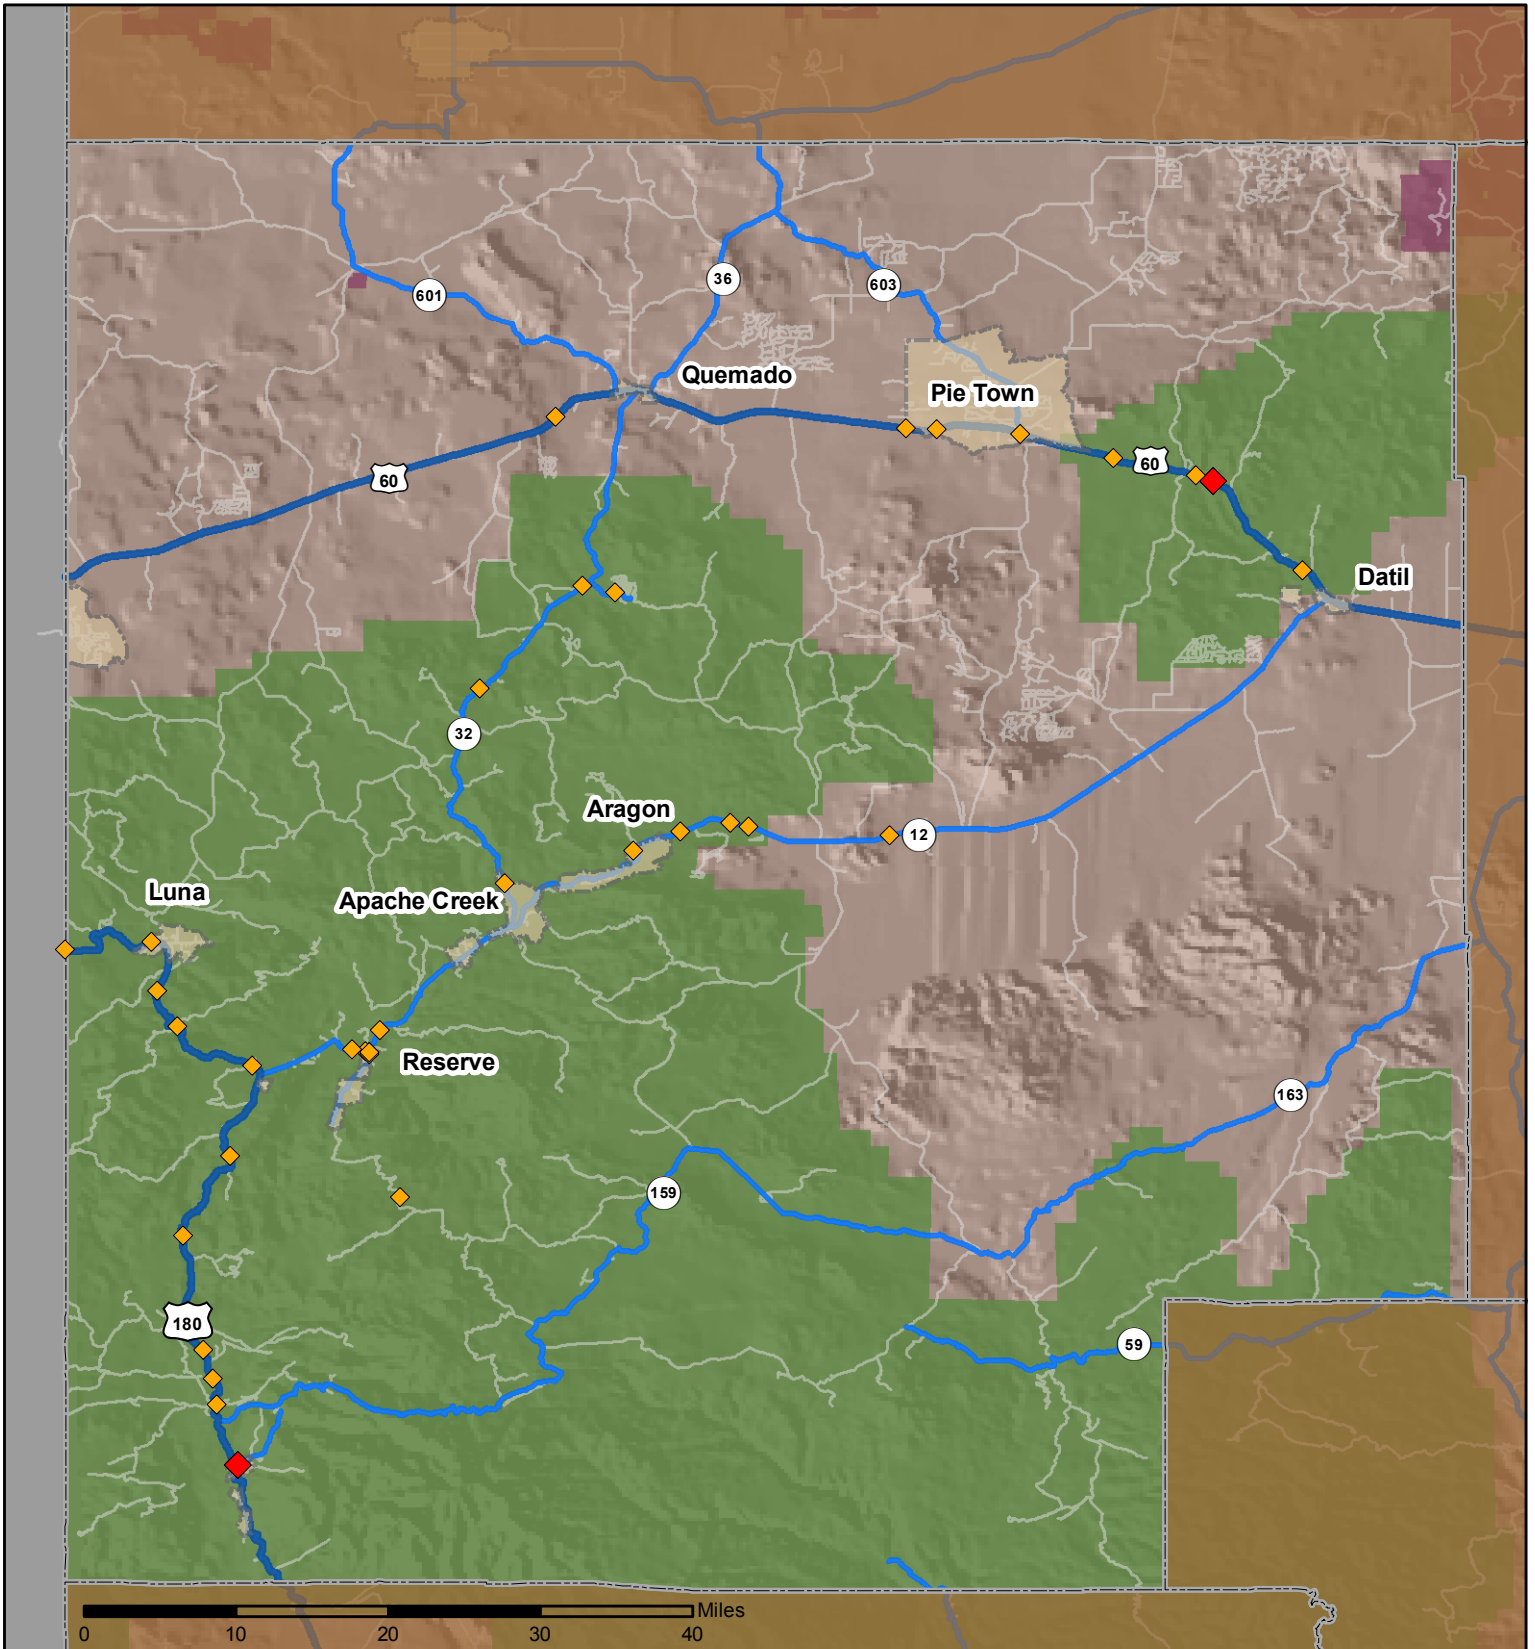 36
603
601
Quemado
Pie Town
60
60
Datil
32
Aragon
12
Luna
Apache Creek
Reserve
163
159
180
59
Miles
0 10 20 30 40